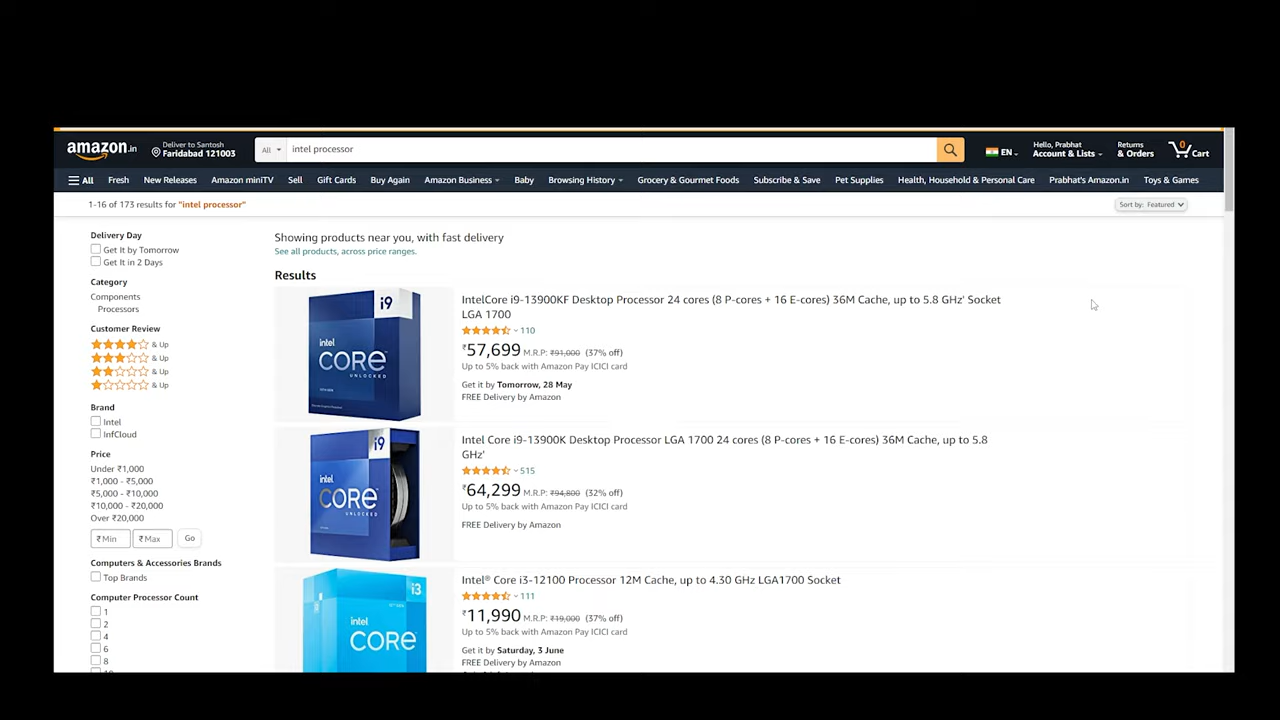 amazon.in
Deliver to Santosh
Faridabad 121003
All
intel processor
EN
Hello, Prabhat
Account & Lists
Returns
& Orders
0
Cart
All
Fresh
New Releases
Amazon miniTV
Sell
Gift Cards
Buy Again
Amazon Business
Baby
Browsing History
Grocery & Gourmet Foods
Subscribe & Save
Pet Supplies
Health, Household & Personal Care
Prabhat's Amazon.in
Toys & Games
1-16 of 173 results for "intel processor"
Sort by: Featured
Delivery Day
Get It by Tomorrow
Get It in 2 Days
Category
Components
Processors
Customer Review
& Up
& Up
& Up
& Up
Brand
Intel
InfCloud
Price
Under ₹1,000
₹1,000 - ₹5,000
₹5,000 - ₹10,000
₹10,000 - ₹20,000
Over ₹20,000
₹ Min
₹ Max
Go
Computers & Accessories Brands
Top Brands
Computer Processor Count
1
2
4
6
8
Showing products near you, with fast delivery
See all products, across price ranges.
Results
i9
intel
CORE
UNLOCKED
IntelCore i9-13900KF Desktop Processor 24 cores (8 P-cores + 16 E-cores) 36M Cache, up to 5.8 GHz' Socket
LGA 1700
110
₹57,699 M.R.P: ₹91,000 (37% off)
Up to 5% back with Amazon Pay ICICI card
Get it by Tomorrow, 28 May
FREE Delivery by Amazon
i9
intel
CORE
UNLOCKED
Intel Core i9-13900K Desktop Processor LGA 1700 24 cores (8 P-cores + 16 E-cores) 36M Cache, up to 5.8
GHz'
515
₹64,299 M.R.P: ₹94,800 (32% off)
Up to 5% back with Amazon Pay ICICI card
FREE Delivery by Amazon
i3
intel
CORE
Intel® Core i3-12100 Processor 12M Cache, up to 4.30 GHz LGA1700 Socket
111
₹11,990 M.R.P: ₹19,000 (37% off)
Up to 5% back with Amazon Pay ICICI card
Get it by Saturday, 3 June
FREE Delivery by Amazon